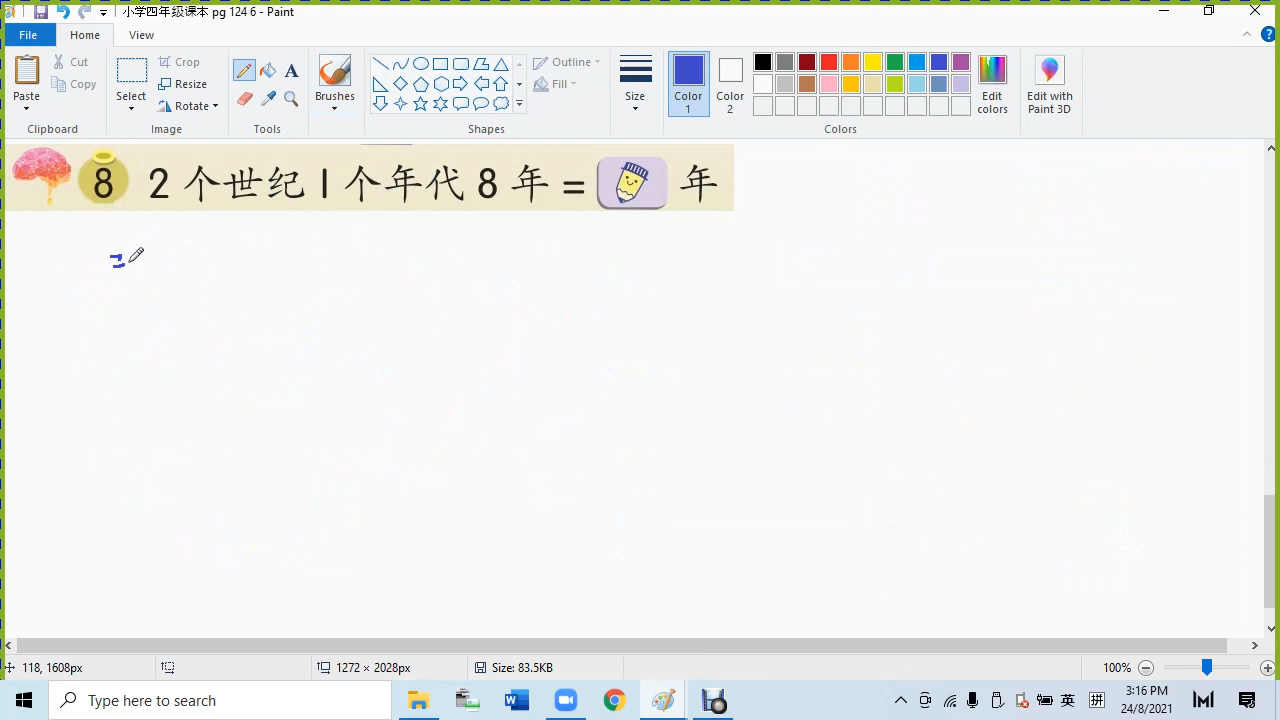 小学四年级课本 pg 124 6 - Paint
File Home View
Paste Cut Copy Select Crop Resize Rotate A Brushes Outline Fill Size Color 1 Color 2 Edit colors Edit with Paint 3D
Clipboard Image Tools Shapes Colors
8 2 个世纪 1 个年代 8 年 = 年
=
118, 1608px 1272 × 2028px Size: 83.5KB 100%
Type here to search 英 拼 3:16 PM
24/8/2021